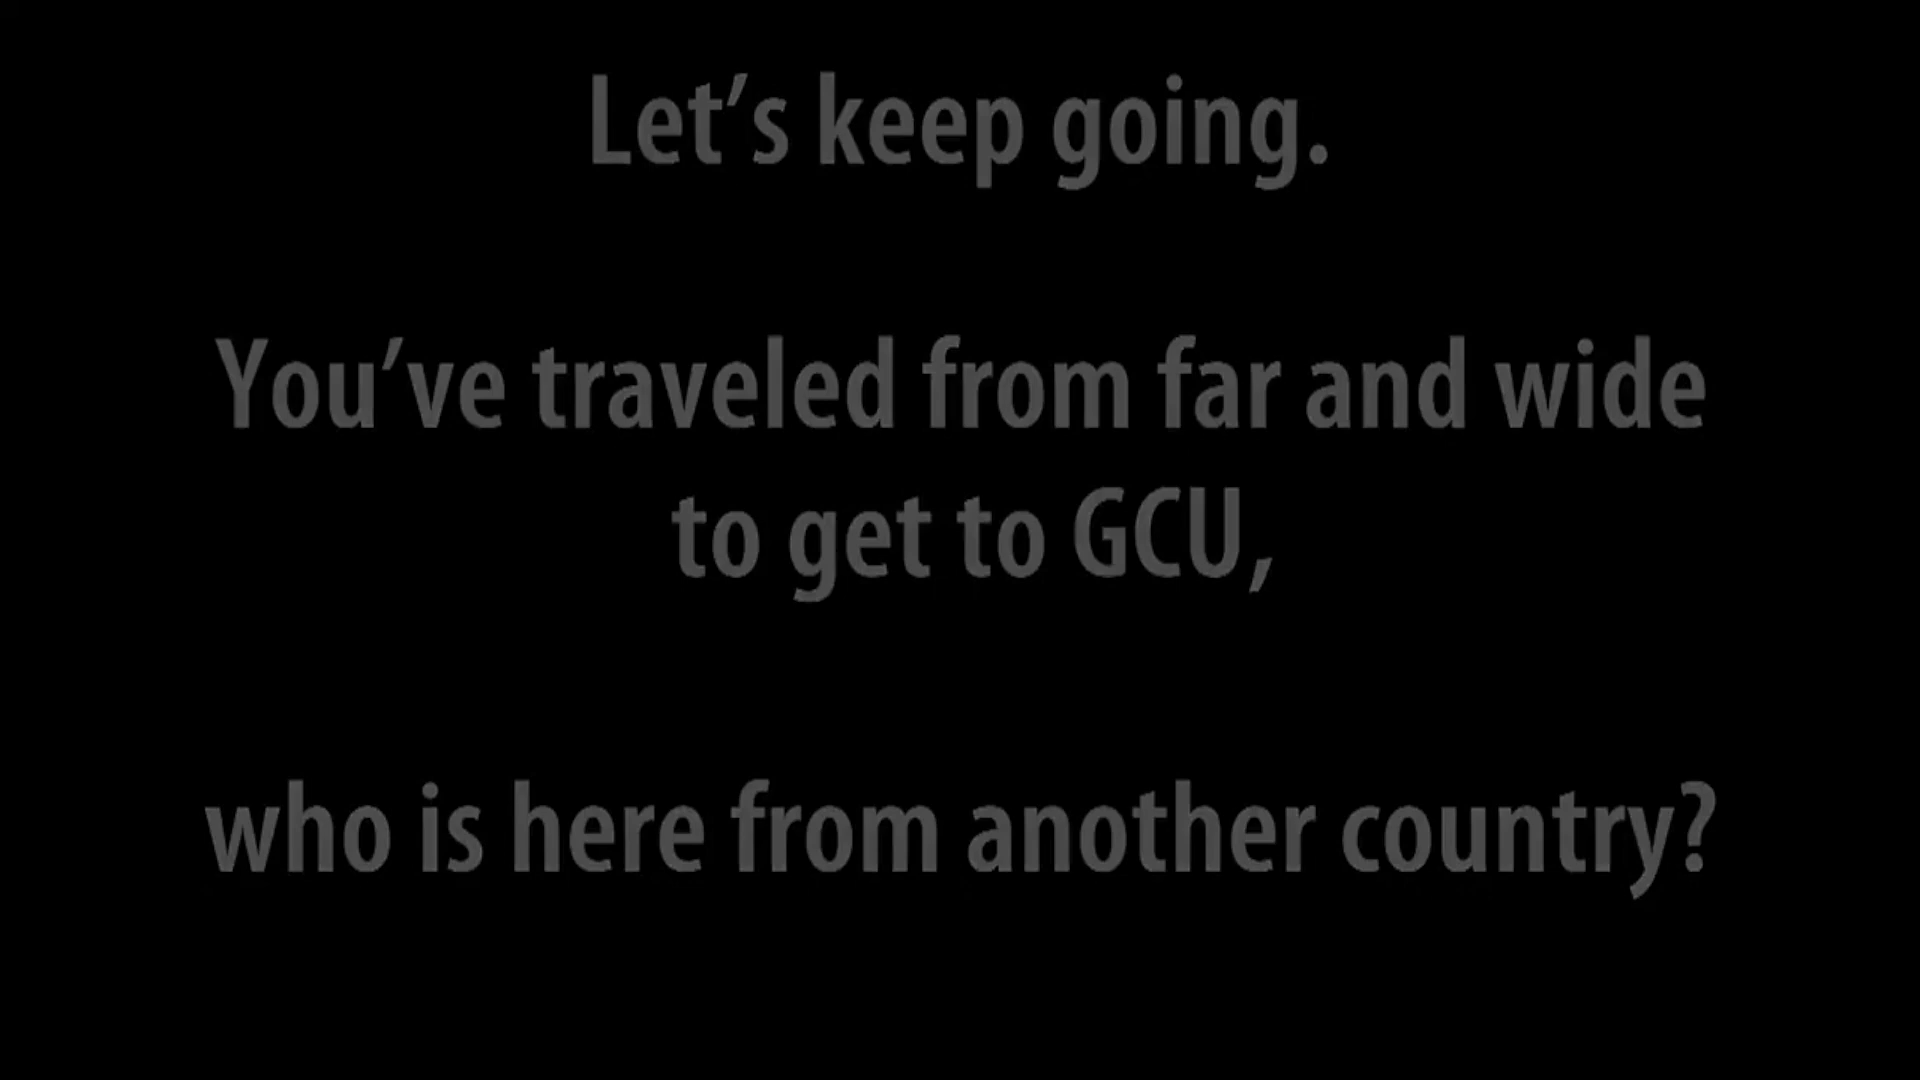 Let’s keep going.
You’ve traveled from far and wide
to get to GCU,
who is here from another country?